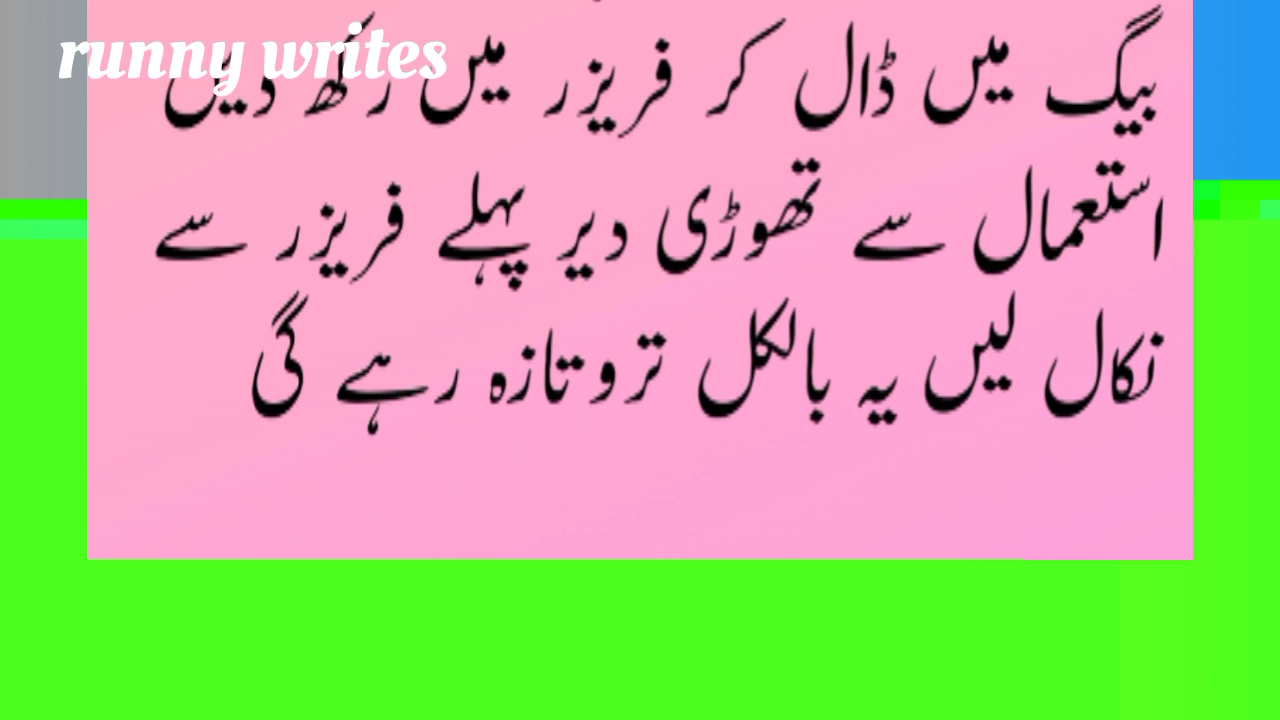 runny writes
بیگ میں ڈال کر فریزر میں رکھ دیں
استعمال سے تھوڑی دیر پہلے فریزر سے
نکال لیں یہ بالکل تروتازہ رہے گی